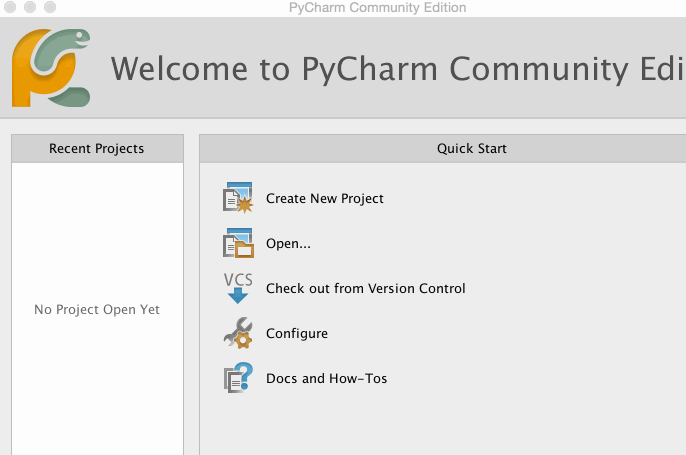 PyCharm Community Edition
Welcome to PyCharm Community Edi
Recent Projects
Quick Start
Create New Project
Open...
VCS
Check out from Version Control
Configure
No Project Open Yet
? Docs and How-Tos